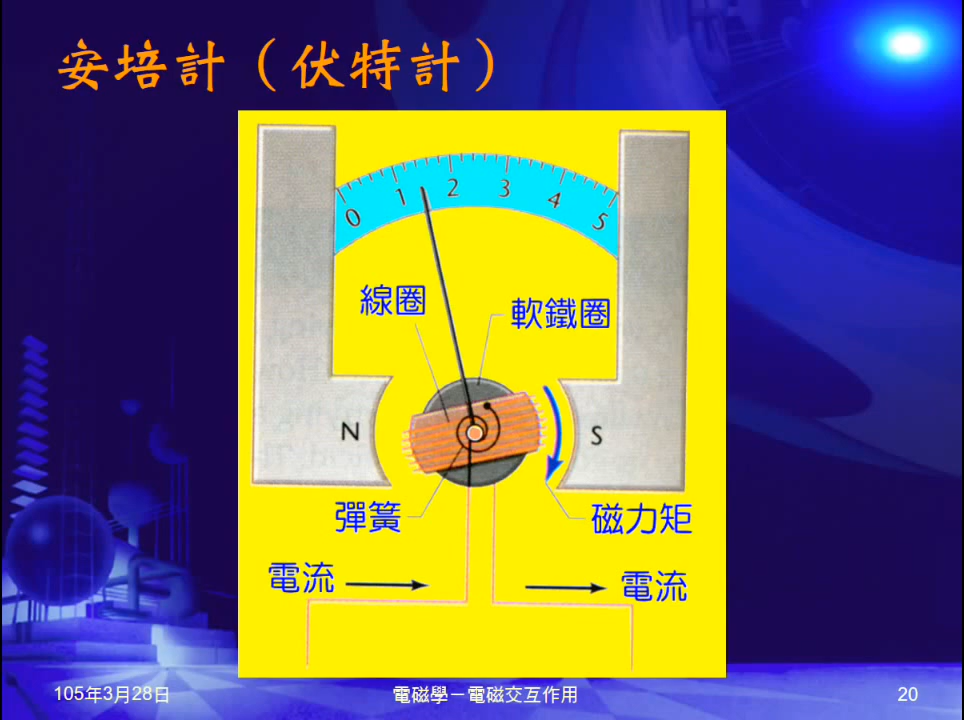 安培計（伏特計）
0 1 2 3 4 5
線圈
軟鐵圈
N
S
彈簧
磁力矩
電流
電流
105年3月28日
電磁學－電磁交互作用
20